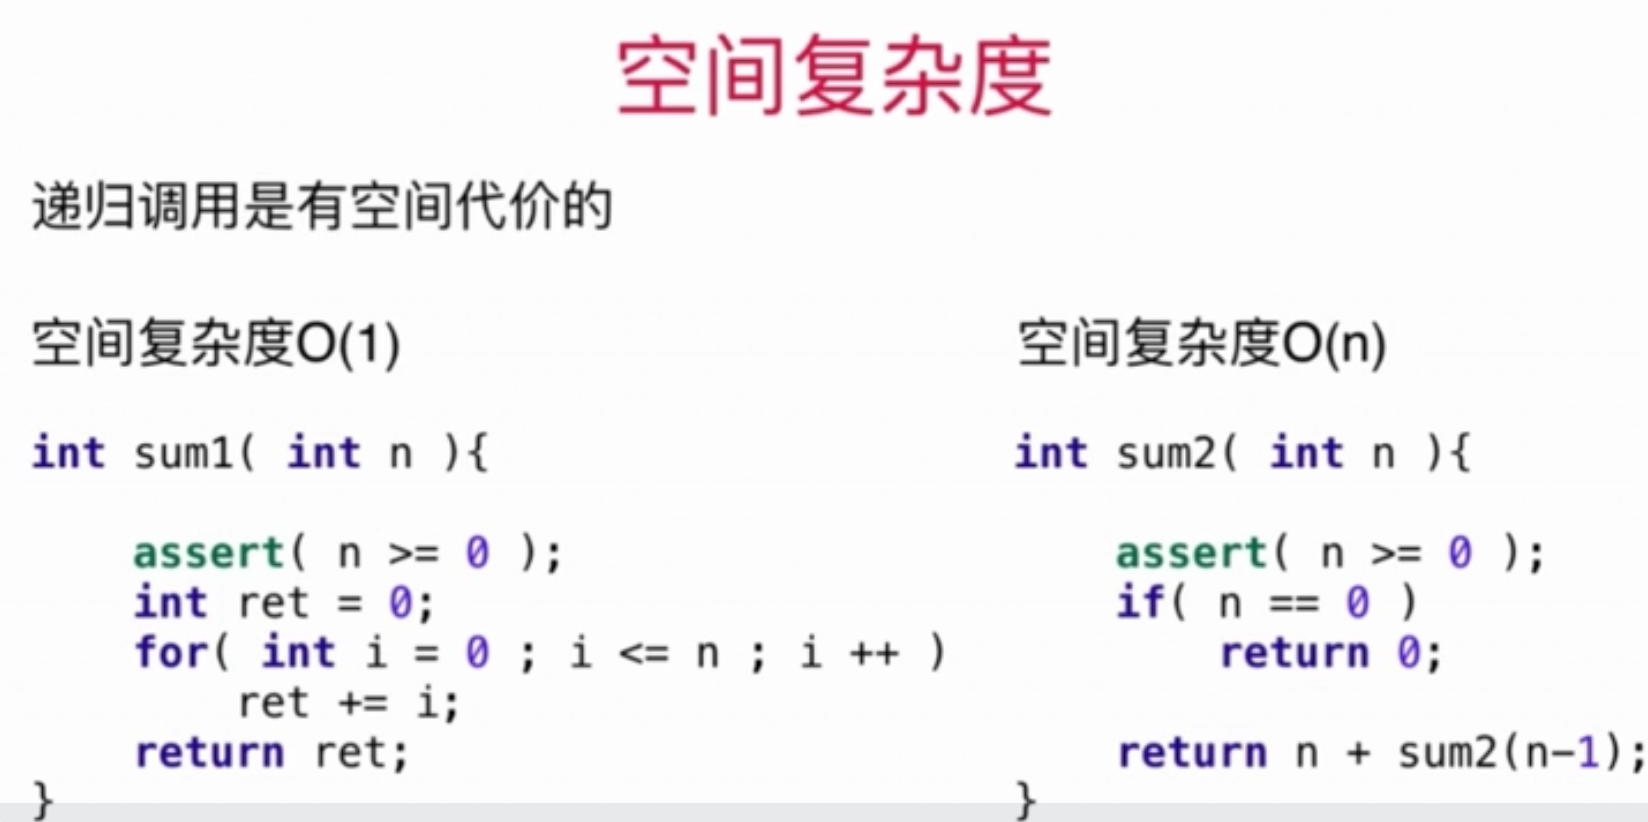 空间复杂度
递归调用是有空间代价的
空间复杂度O(1)
int sum1( int n ){
assert( n >= 0 );
int ret = 0;
for( int i = 0 ; i <= n ; i ++ )
ret += i;
return ret;
}
空间复杂度O(n)
int sum2( int n ){
assert( n >= 0 );
if( n == 0 )
return 0;
return n + sum2(n-1);
}